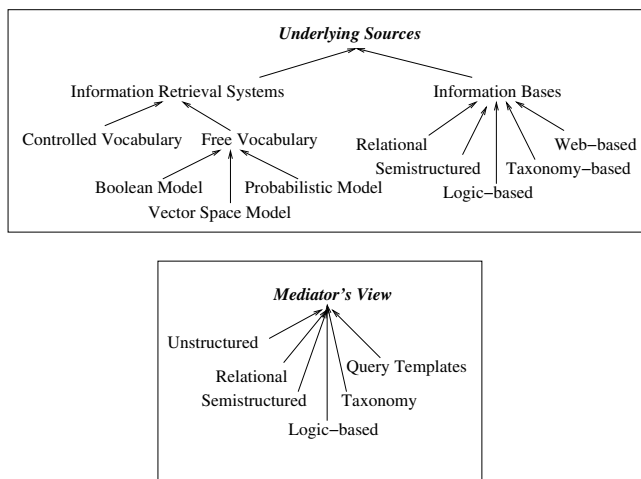 Underlying Sources
Information Retrieval Systems
Information Bases
Controlled Vocabulary
Free Vocabulary
Relational
Web−based
Semistructured
Taxonomy−based
Boolean Model
Probabilistic Model
Logic−based
Vector Space Model
Mediator's View
Unstructured
Query Templates
Relational
Semistructured
Taxonomy
Logic−based